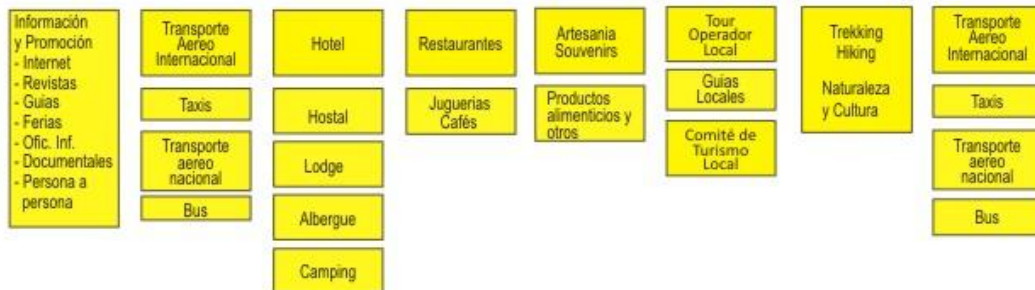 Información
y Promoción
- Internet
- Revistas
- Guias
- Ferias
- Ofic. Inf.
- Documentales
- Persona a
persona
Transporte
Aereo
Internacional
Taxis
Transporte
aereo
nacional
Bus
Hotel
Hostal
Lodge
Albergue
Camping
Restaurantes
Juguerias
Cafés
Artesania
Souvenirs
Productos
alimenticios y
otros
Tour
Operador
Local
Guias
Locales
Comité de
Turismo
Local
Trekking
Hiking
Naturaleza
y Cultura
Transporte
Aereo
Internacional
Taxis
Transporte
aereo
nacional
Bus